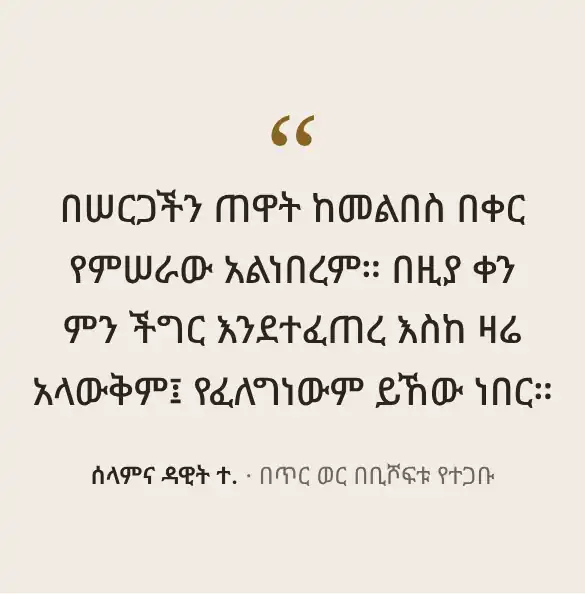 “
በሠርጋችን ጠዋት ከመልበስ በቀር
የምሠራው አልነበረም። በዚያ ቀን
ምን ችግር እንደተፈጠረ እስከ ዛሬ
አላውቅም፤ የፈለግነውም ይኸው ነበር።
ሰላምና ዳዊት ተ. · በጥር ወር በቢሾፍቱ የተጋቡ